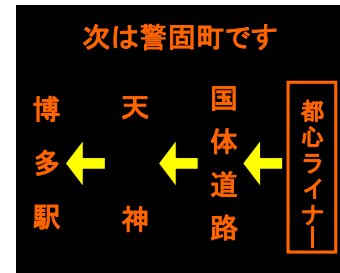 次は警固町です
都心ライナー
国体道路
天神
博多駅